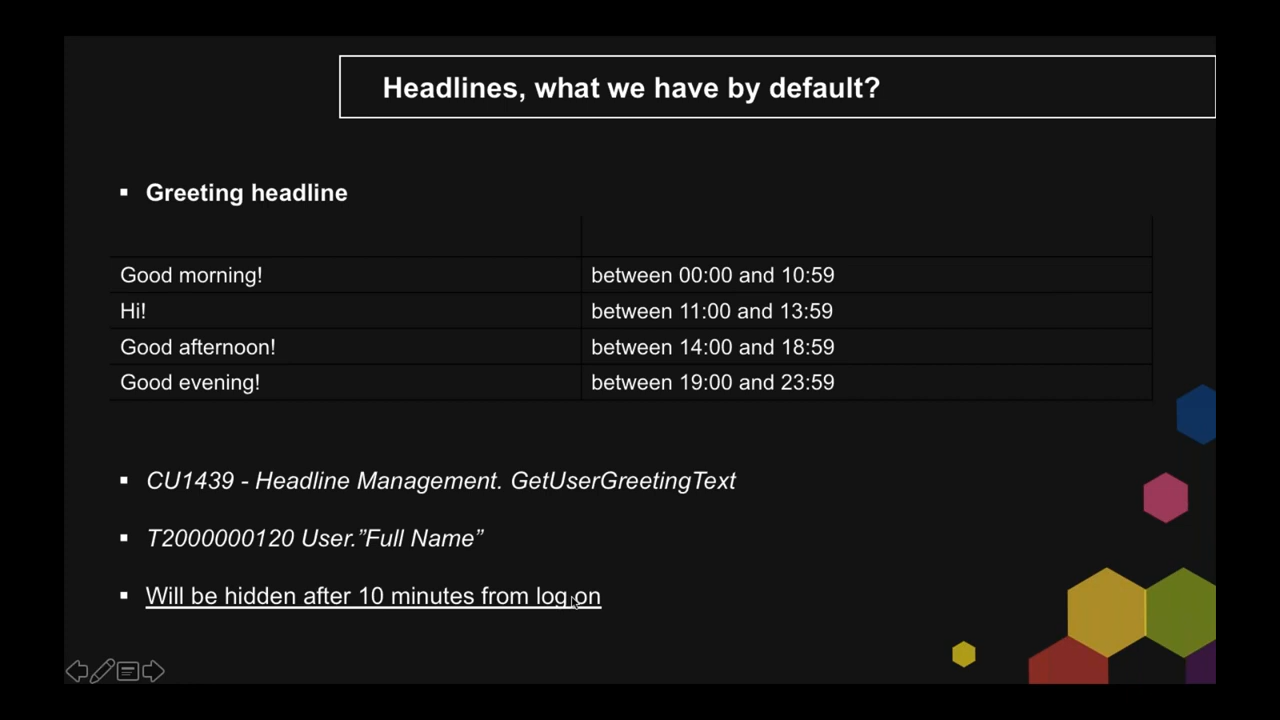 Headlines, what we have by default?
▪ Greeting headline
Good morning! between 00:00 and 10:59
Hi! between 11:00 and 13:59
Good afternoon! between 14:00 and 18:59
Good evening! between 19:00 and 23:59
▪ CU1439 - Headline Management. GetUserGreetingText
▪ T2000000120 User.”Full Name”
▪ Will be hidden after 10 minutes from log on